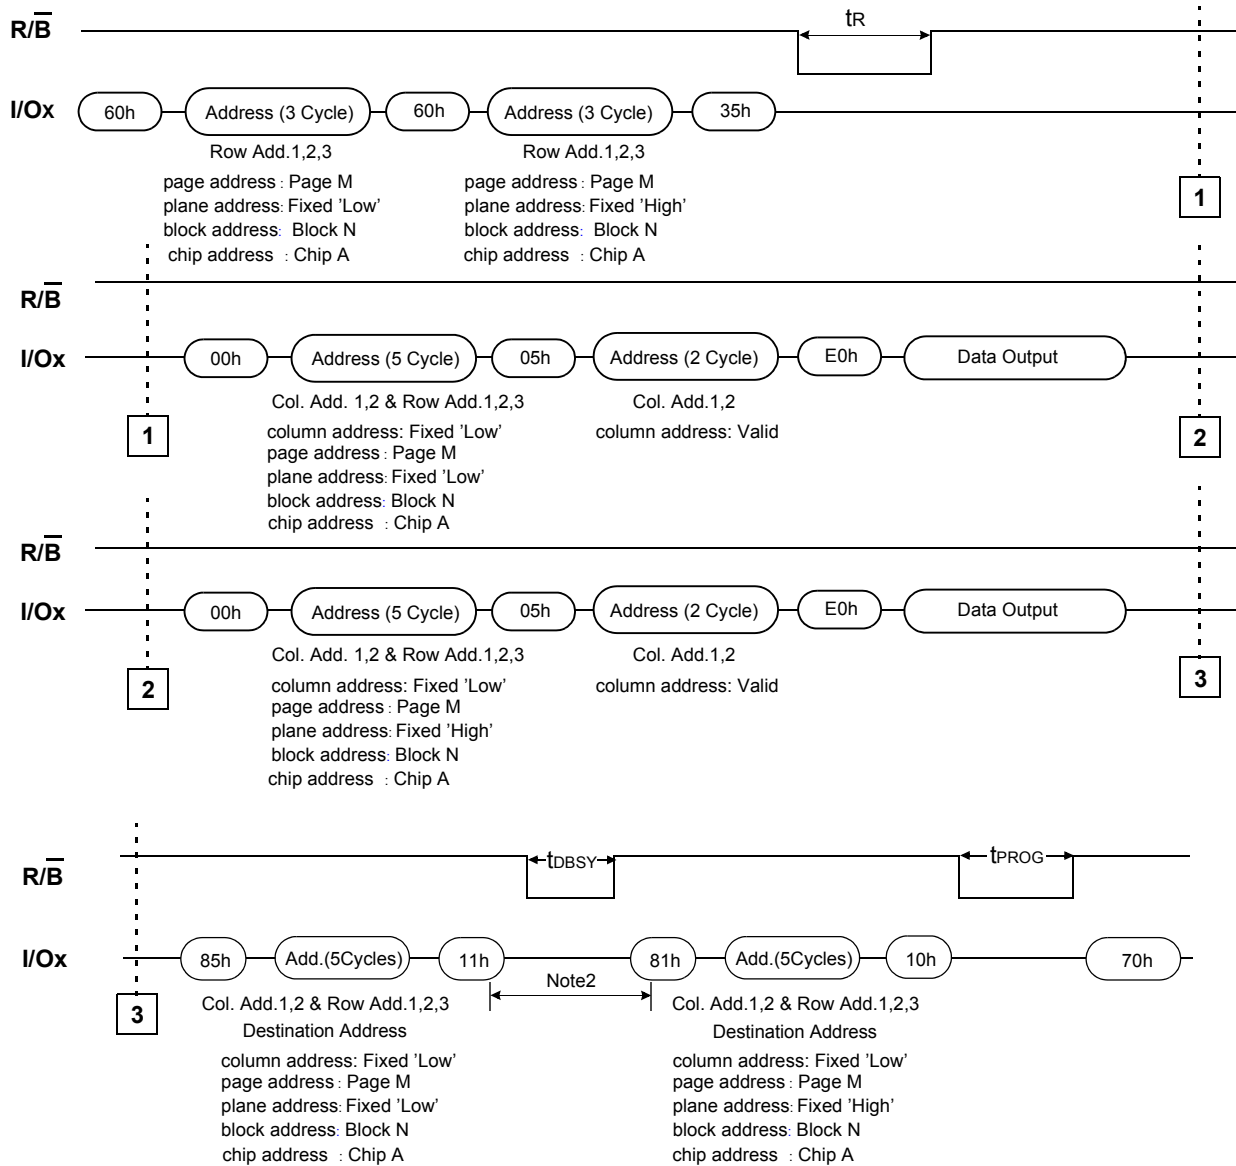 R/B tR
I/Ox 60h Address (3 Cycle) 60h Address (3 Cycle) 35h
Row Add.1,2,3 Row Add.1,2,3
page address : Page M page address : Page M
plane address: Fixed 'Low' plane address: Fixed 'High'
block address: Block N block address: Block N
chip address : Chip A chip address : Chip A
1
R/B
I/Ox 00h Address (5 Cycle) 05h Address (2 Cycle) E0h Data Output
Col. Add. 1,2 & Row Add.1,2,3 Col. Add.1,2
1 column address: Fixed 'Low' column address: Valid 2
page address : Page M
plane address: Fixed 'Low'
block address: Block N
chip address : Chip A
R/B
I/Ox 00h Address (5 Cycle) 05h Address (2 Cycle) E0h Data Output
Col. Add. 1,2 & Row Add.1,2,3 Col. Add.1,2
2 column address: Fixed 'Low' column address: Valid 3
page address : Page M
plane address: Fixed 'High'
block address: Block N
chip address : Chip A
R/B tDBSY tPROG
I/Ox 85h Add.(5Cycles) 11h 81h Add.(5Cycles) 10h 70h
Note2
3 Col. Add.1,2 & Row Add.1,2,3 Col. Add.1,2 & Row Add.1,2,3
Destination Address Destination Address
column address: Fixed 'Low' column address: Fixed 'Low'
page address : Page M page address : Page M
plane address: Fixed 'Low' plane address: Fixed 'High'
block address: Block N block address: Block N
chip address : Chip A chip address : Chip A